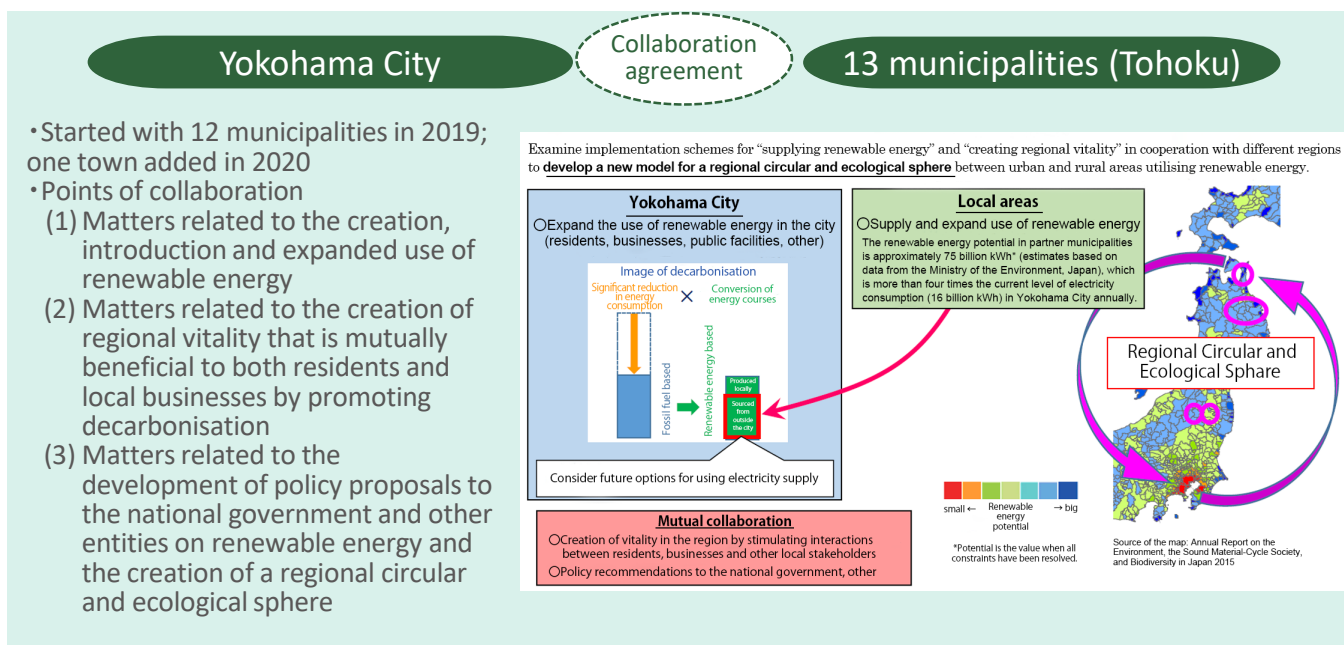 Yokohama City
Collaboration
agreement
13 municipalities (Tohoku)
・Started with 12 municipalities in 2019;
one town added in 2020
・Points of collaboration
(1) Matters related to the creation,
introduction and expanded use of
renewable energy
(2) Matters related to the creation of
regional vitality that is mutually
beneficial to both residents and
local businesses by promoting
decarbonisation
(3) Matters related to the
development of policy proposals to
the national government and other
entities on renewable energy and
the creation of a regional circular
and ecological sphere
Examine implementation schemes for “supplying renewable energy” and “creating regional vitality” in cooperation with different regions
to develop a new model for a regional circular and ecological sphere between urban and rural areas utilising renewable energy.
Yokohama City
○Expand the use of renewable energy in the city
(residents, businesses, public facilities, other)
Image of decarbonisation
Significant reduction
in energy
consumption
×
Conversion of
energy courses
Fossil fuel based
Renewable energy based
Produced
locally
Sourced
from
outside
the city
Consider future options for using electricity supply
Local areas
○Supply and expand use of renewable energy
The renewable energy potential in partner municipalities
is approximately 75 billion kWh* (estimates based on
data from the Ministry of the Environment, Japan), which
is more than four times the current level of electricity
consumption (16 billion kWh) in Yokohama City annually.
Regional Circular and
Ecological Sphare
Mutual collaboration
○Creation of vitality in the region by stimulating interactions
between residents, businesses and other local stakeholders
○Policy recommendations to the national government, other
small ← Renewable → big
energy
potential
*Potential is the value when all
constraints have been resolved.
Source of the map: Annual Report on the
Environment, the Sound Material-Cycle Society,
and Biodiversity in Japan 2015